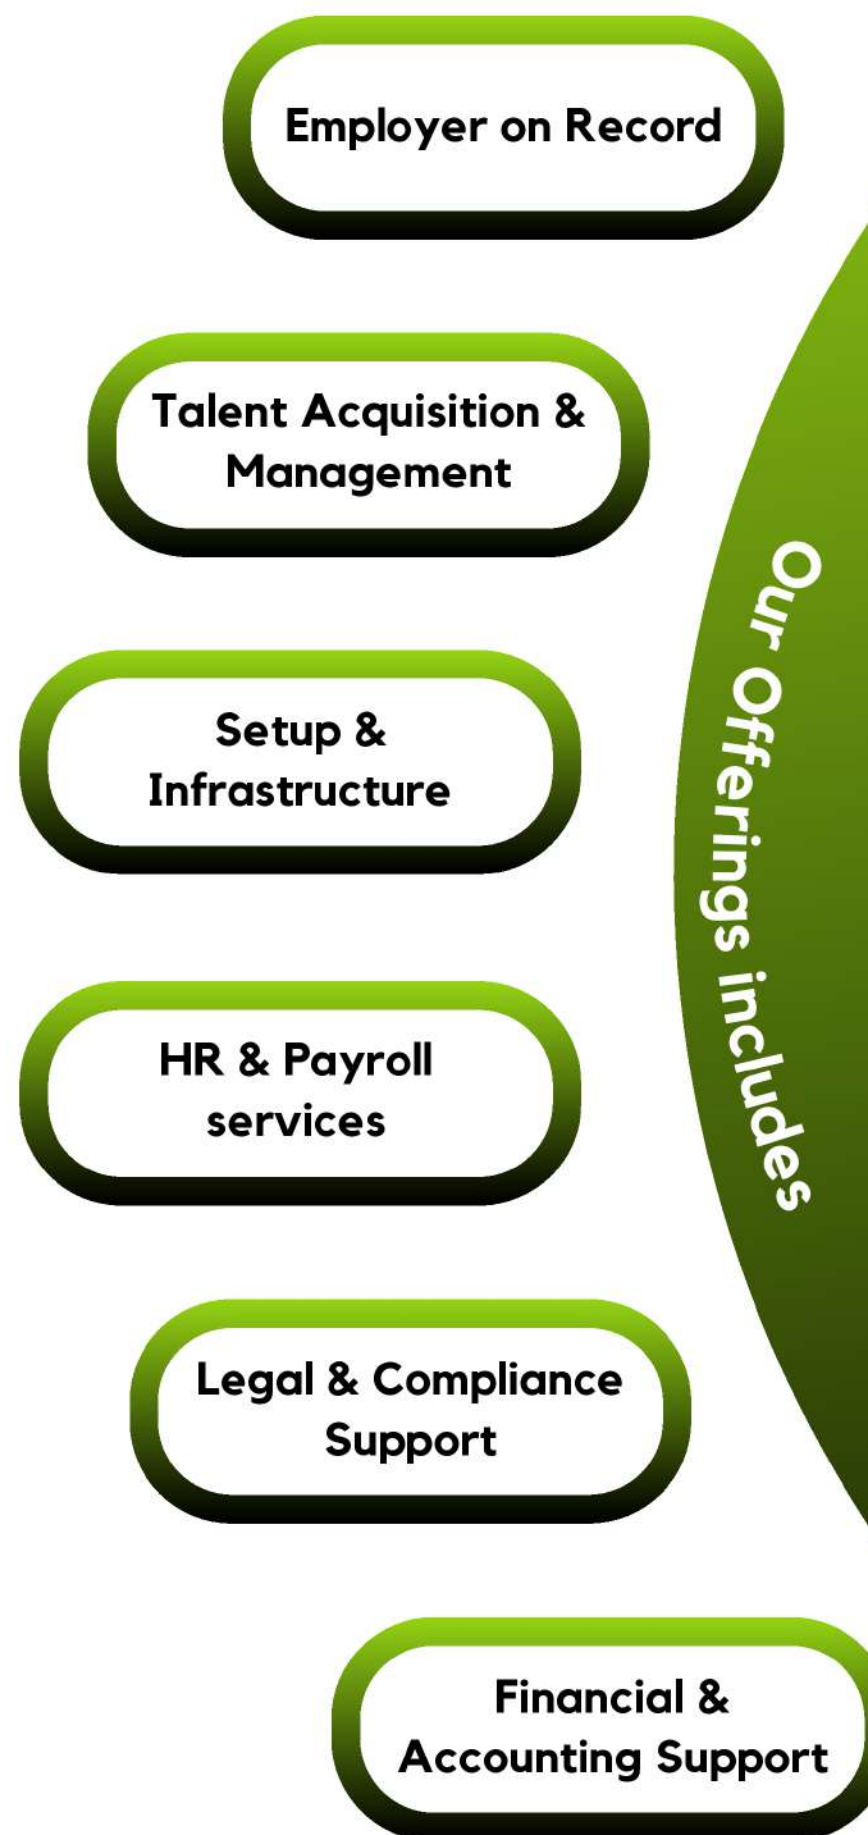 Employer on Record
Talent Acquisition &
Management
Setup &
Infrastructure
HR & Payroll
services
Legal & Compliance
Support
Financial &
Accounting Support
Our Offerings includes